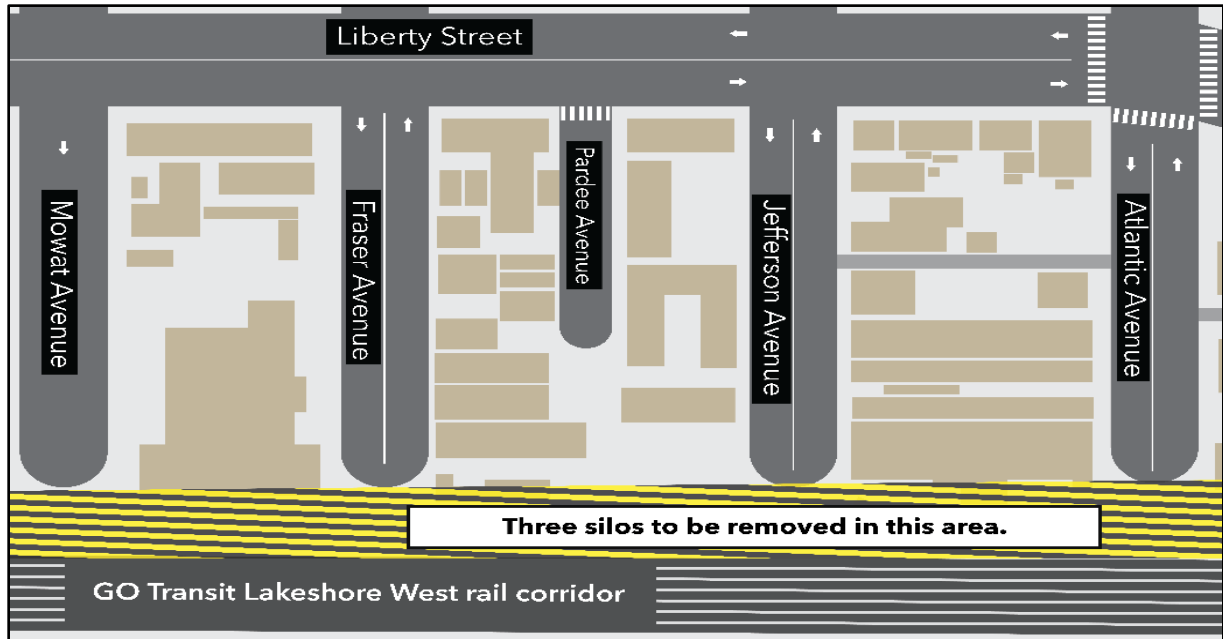 Liberty Street
Mowat Avenue
Fraser Avenue
Pardee Avenue
Jefferson Avenue
Atlantic Avenue
Three silos to be removed in this area.
GO Transit Lakeshore West rail corridor